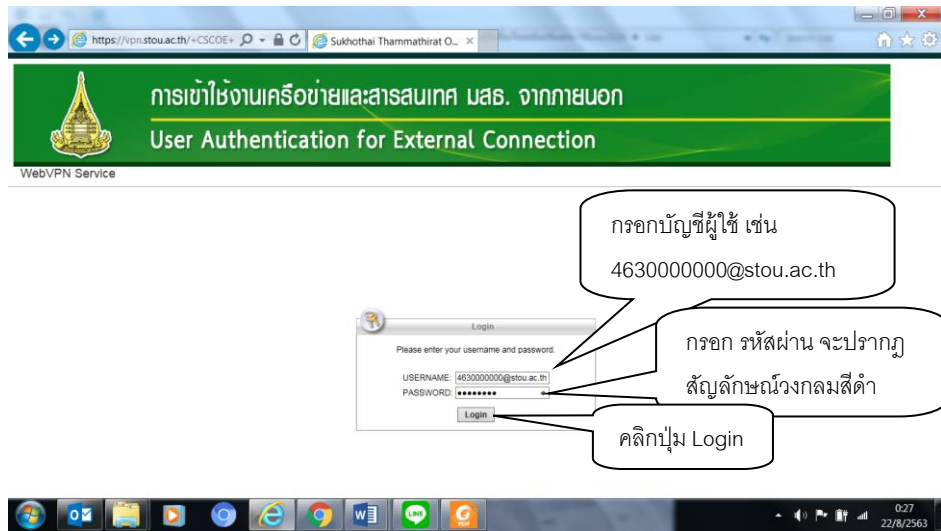 https://vpn.stou.ac.th/+CSCOE+
Sukhothai Thammathirat O...
การเข้าใช้งานเครือข่ายและสารสนเทศ มสธ. จากภายนอก
User Authentication for External Connection
WebVPN Service
กรอกบัญชีผู้ใช้ เช่น
4630000000@stou.ac.th
Login
Please enter your username and password.
USERNAME: 4630000000@stou.ac.th
PASSWORD: ••••••••
Login
กรอก รหัสผ่าน จะปรากฏ
สัญลักษณ์วงกลมสีดำ
คลิกปุ่ม Login
LINE
PDF
0:27
22/8/2563